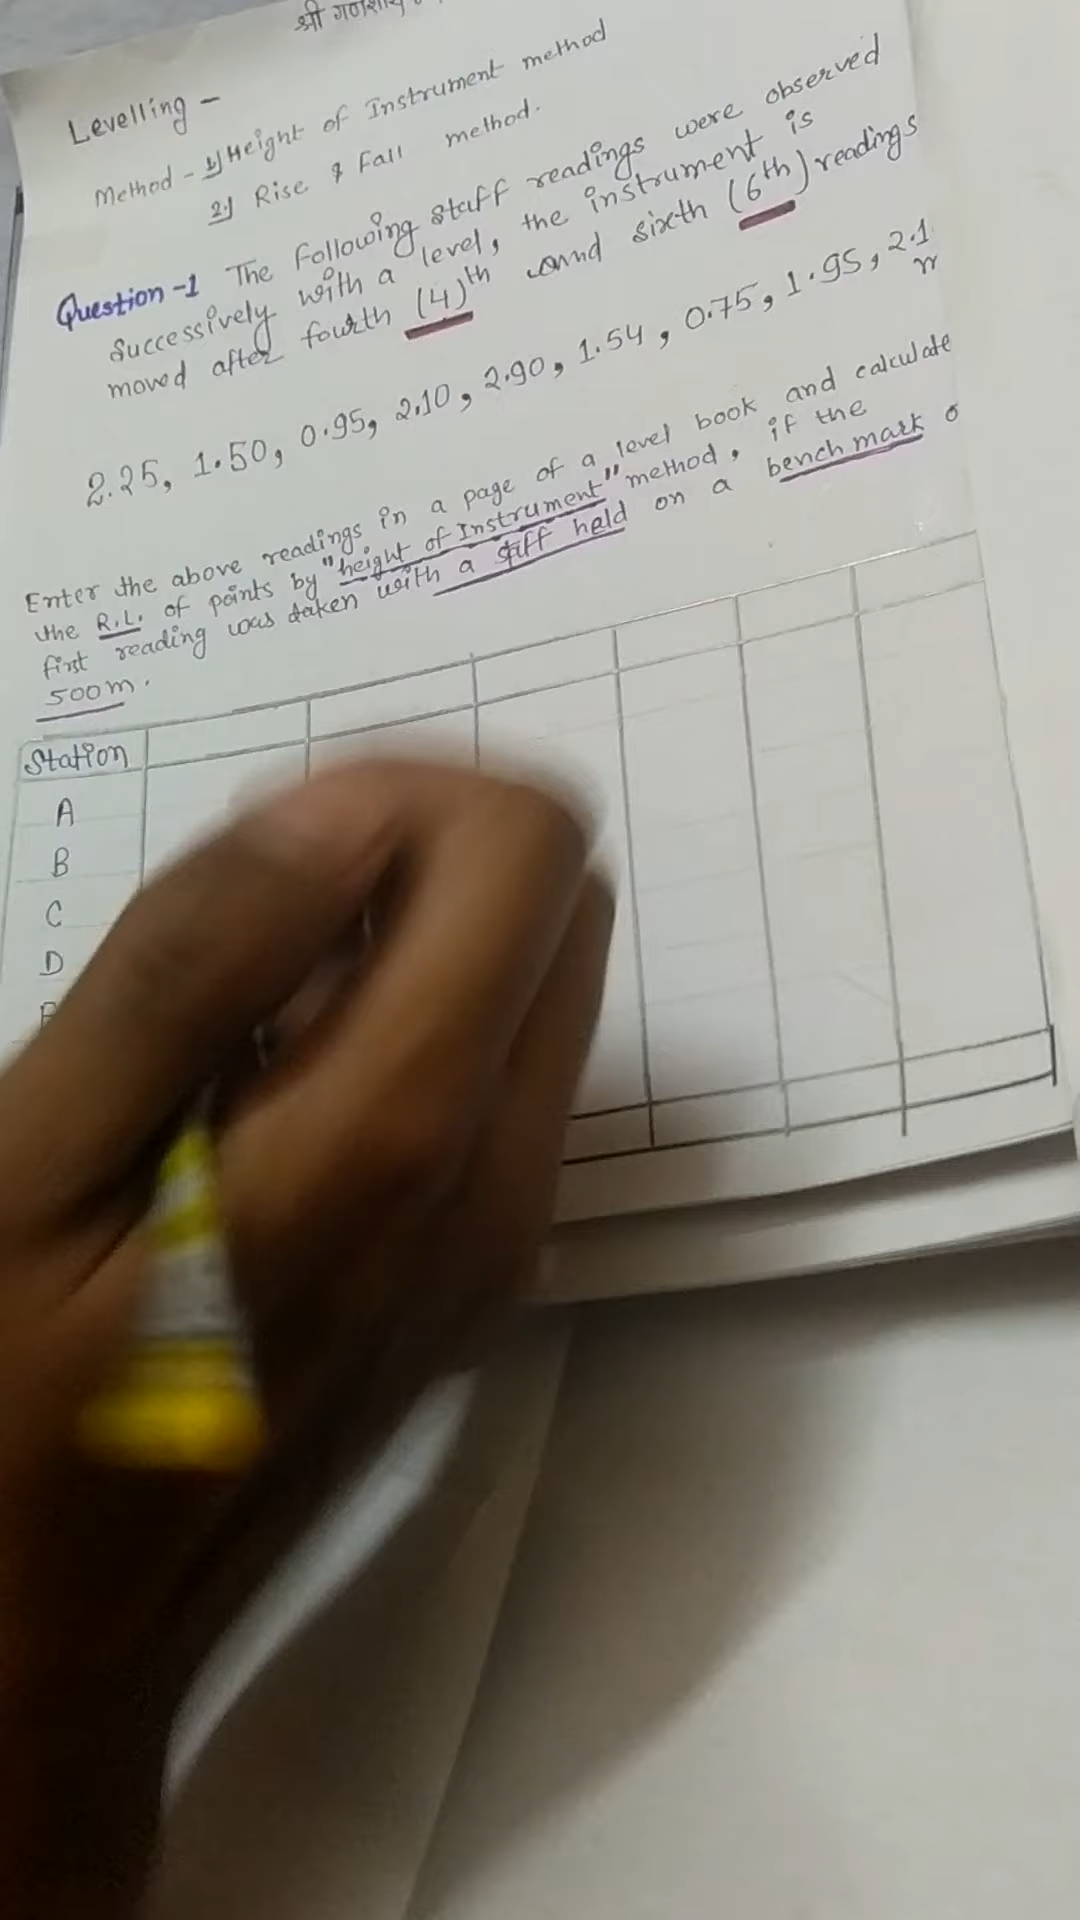 श्री
Levelling -
Method - 1) Height of Instrument method
2) Rise & Fall method.
Question -1 The following staff readings were observed
successively with a level, the instrument is
moved after fourth (4)th and sixth (6th) readings
2.25, 1.50, 0.95, 2.10, 2.90, 1.54, 0.75, 1.95, 2.1
Enter the above readings in a page of a level book and calculate
the R.L. of points by "height of Instrument" method, if the
first reading was taken with a staff held on a bench mark o
500m.
Station
A
B
C
D